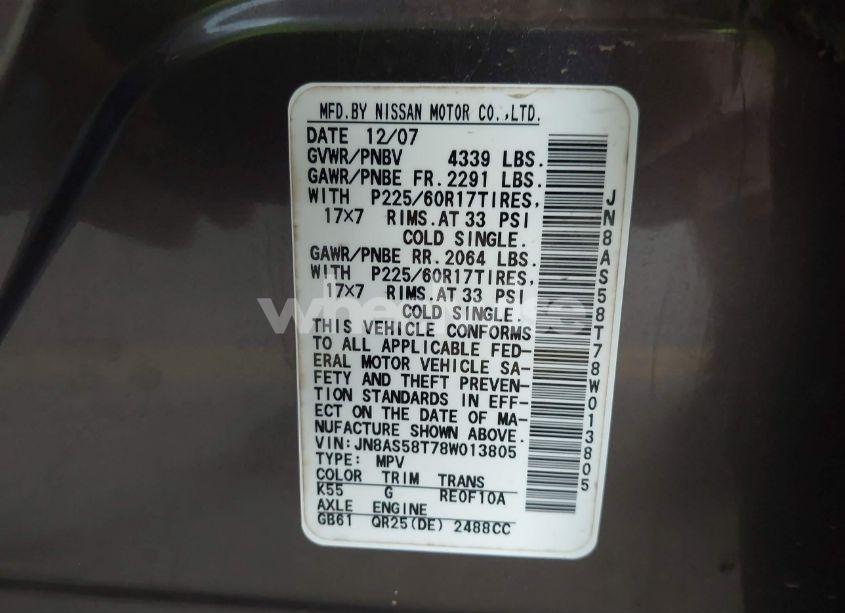 MFD.BY NISSAN MOTOR CO.,LTD.
DATE 12/07
GVWR/PNBV 4339 LBS.
GAWR/PNBE FR.2291 LBS.
WITH P225/60R17TIRES,
17×7 RIMS.AT 33 PSI
COLD SINGLE.
GAWR/PNBE RR.2064 LBS.
WITH P225/60R17TIRES,
17×7 RIMS.AT 33 PSI
COLD SINGLE.
THIS VEHICLE CONFORMS
TO ALL APPLICABLE FED-
ERAL MOTOR VEHICLE SA-
FETY AND THEFT PREVEN-
TION STANDARDS IN EFF-
ECT ON THE DATE OF MA-
NUFACTURE SHOWN ABOVE.
VIN:JN8AS58T78W013805
TYPE: MPV
COLOR TRIM TRANS
K55 G RE0F10A
AXLE ENGINE
GB61 QR25(DE) 2488CC
JN8AS58T78W013805